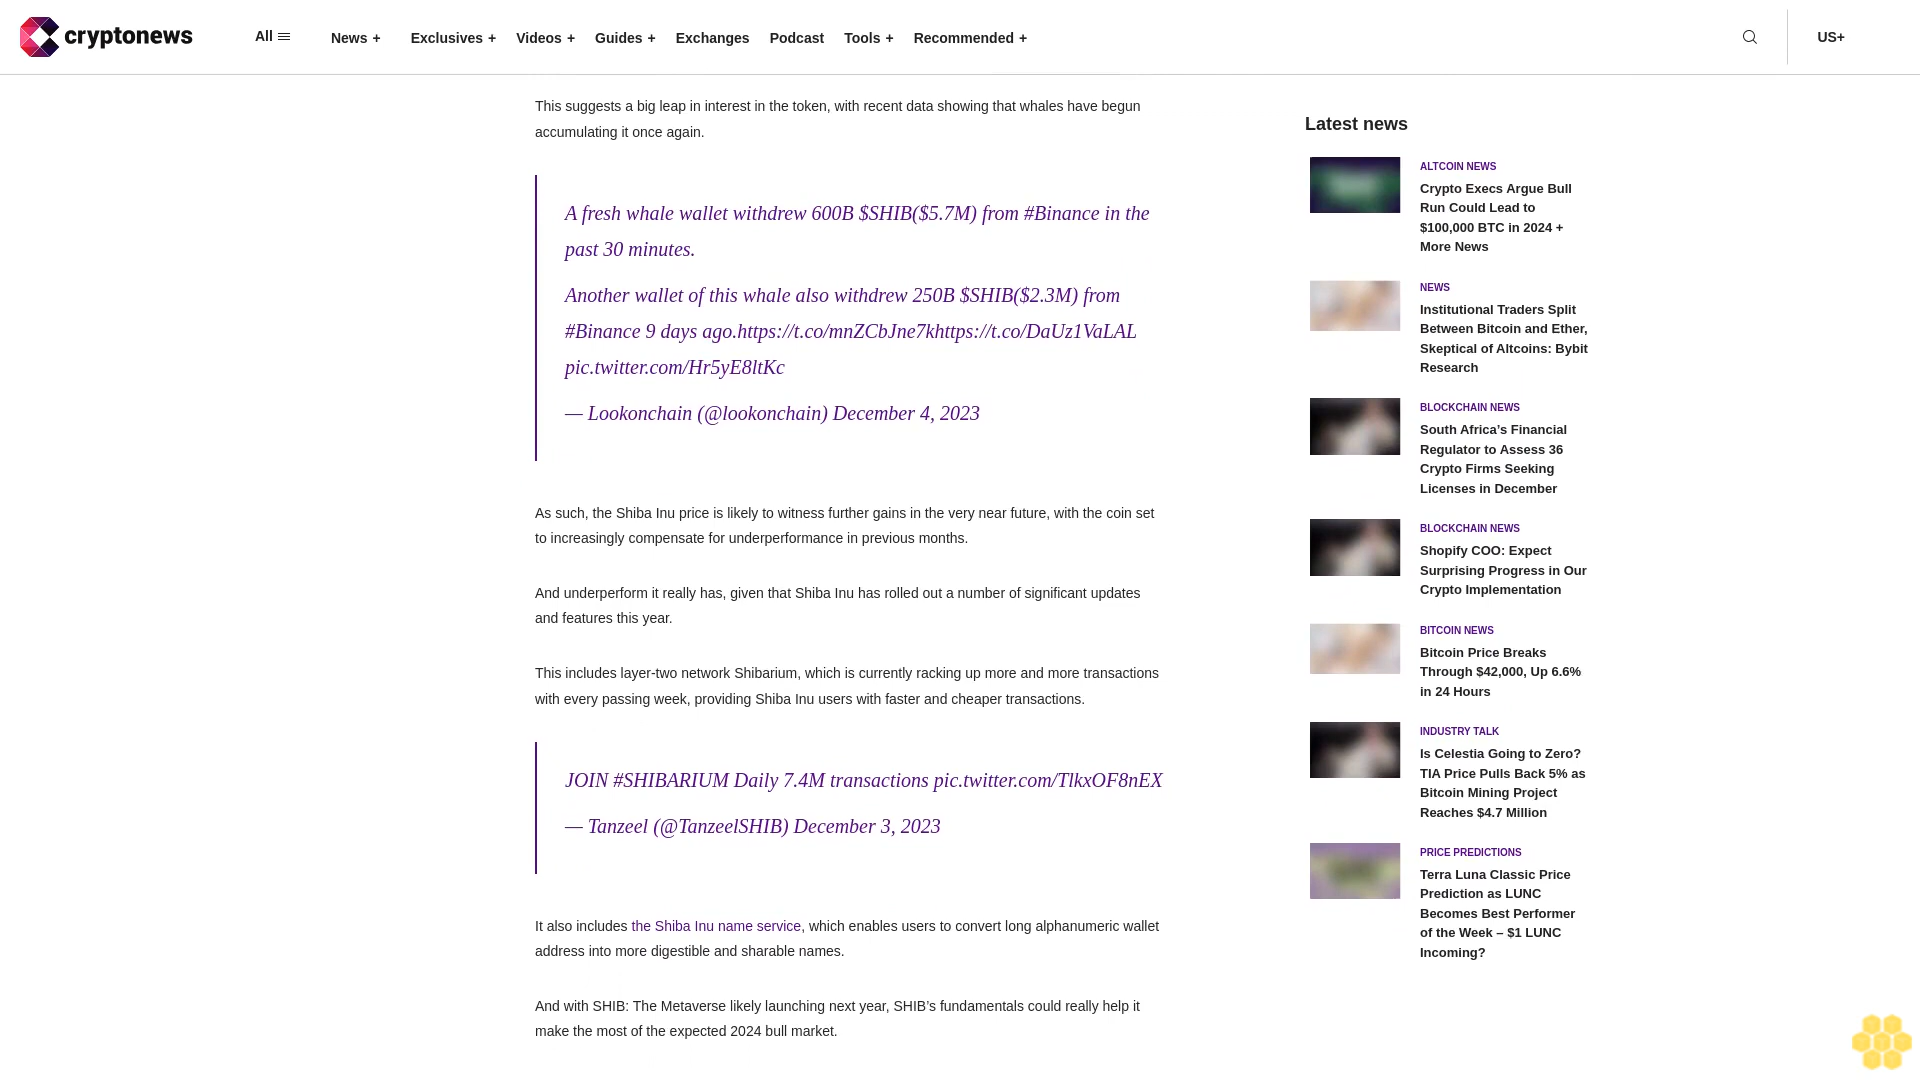 cryptonews
All
News +
Exclusives +
Videos +
Guides +
Exchanges
Podcast
Tools +
Recommended +
US+
This suggests a big leap in interest in the token, with recent data showing that whales have begun
accumulating it once again.
A fresh whale wallet withdrew 600B $SHIB($5.7M) from #Binance in the
past 30 minutes.
Another wallet of this whale also withdrew 250B $SHIB($2.3M) from
#Binance 9 days ago.https://t.co/mnZCbJne7khttps://t.co/DaUz1VaLAL
pic.twitter.com/Hr5yE8ltKc
— Lookonchain (@lookonchain) December 4, 2023
As such, the Shiba Inu price is likely to witness further gains in the very near future, with the coin set
to increasingly compensate for underperformance in previous months.
And underperform it really has, given that Shiba Inu has rolled out a number of significant updates
and features this year.
This includes layer-two network Shibarium, which is currently racking up more and more transactions
with every passing week, providing Shiba Inu users with faster and cheaper transactions.
JOIN #SHIBARIUM Daily 7.4M transactions pic.twitter.com/TlkxOF8nEX
— Tanzeel (@TanzeelSHIB) December 3, 2023
It also includes the Shiba Inu name service, which enables users to convert long alphanumeric wallet
address into more digestible and sharable names.
And with SHIB: The Metaverse likely launching next year, SHIB’s fundamentals could really help it
make the most of the expected 2024 bull market.
Latest news
ALTCOIN NEWS
Crypto Execs Argue Bull
Run Could Lead to
$100,000 BTC in 2024 +
More News
NEWS
Institutional Traders Split
Between Bitcoin and Ether,
Skeptical of Altcoins: Bybit
Research
BLOCKCHAIN NEWS
South Africa’s Financial
Regulator to Assess 36
Crypto Firms Seeking
Licenses in December
BLOCKCHAIN NEWS
Shopify COO: Expect
Surprising Progress in Our
Crypto Implementation
BITCOIN NEWS
Bitcoin Price Breaks
Through $42,000, Up 6.6%
in 24 Hours
INDUSTRY TALK
Is Celestia Going to Zero?
TIA Price Pulls Back 5% as
Bitcoin Mining Project
Reaches $4.7 Million
PRICE PREDICTIONS
Terra Luna Classic Price
Prediction as LUNC
Becomes Best Performer
of the Week – $1 LUNC
Incoming?